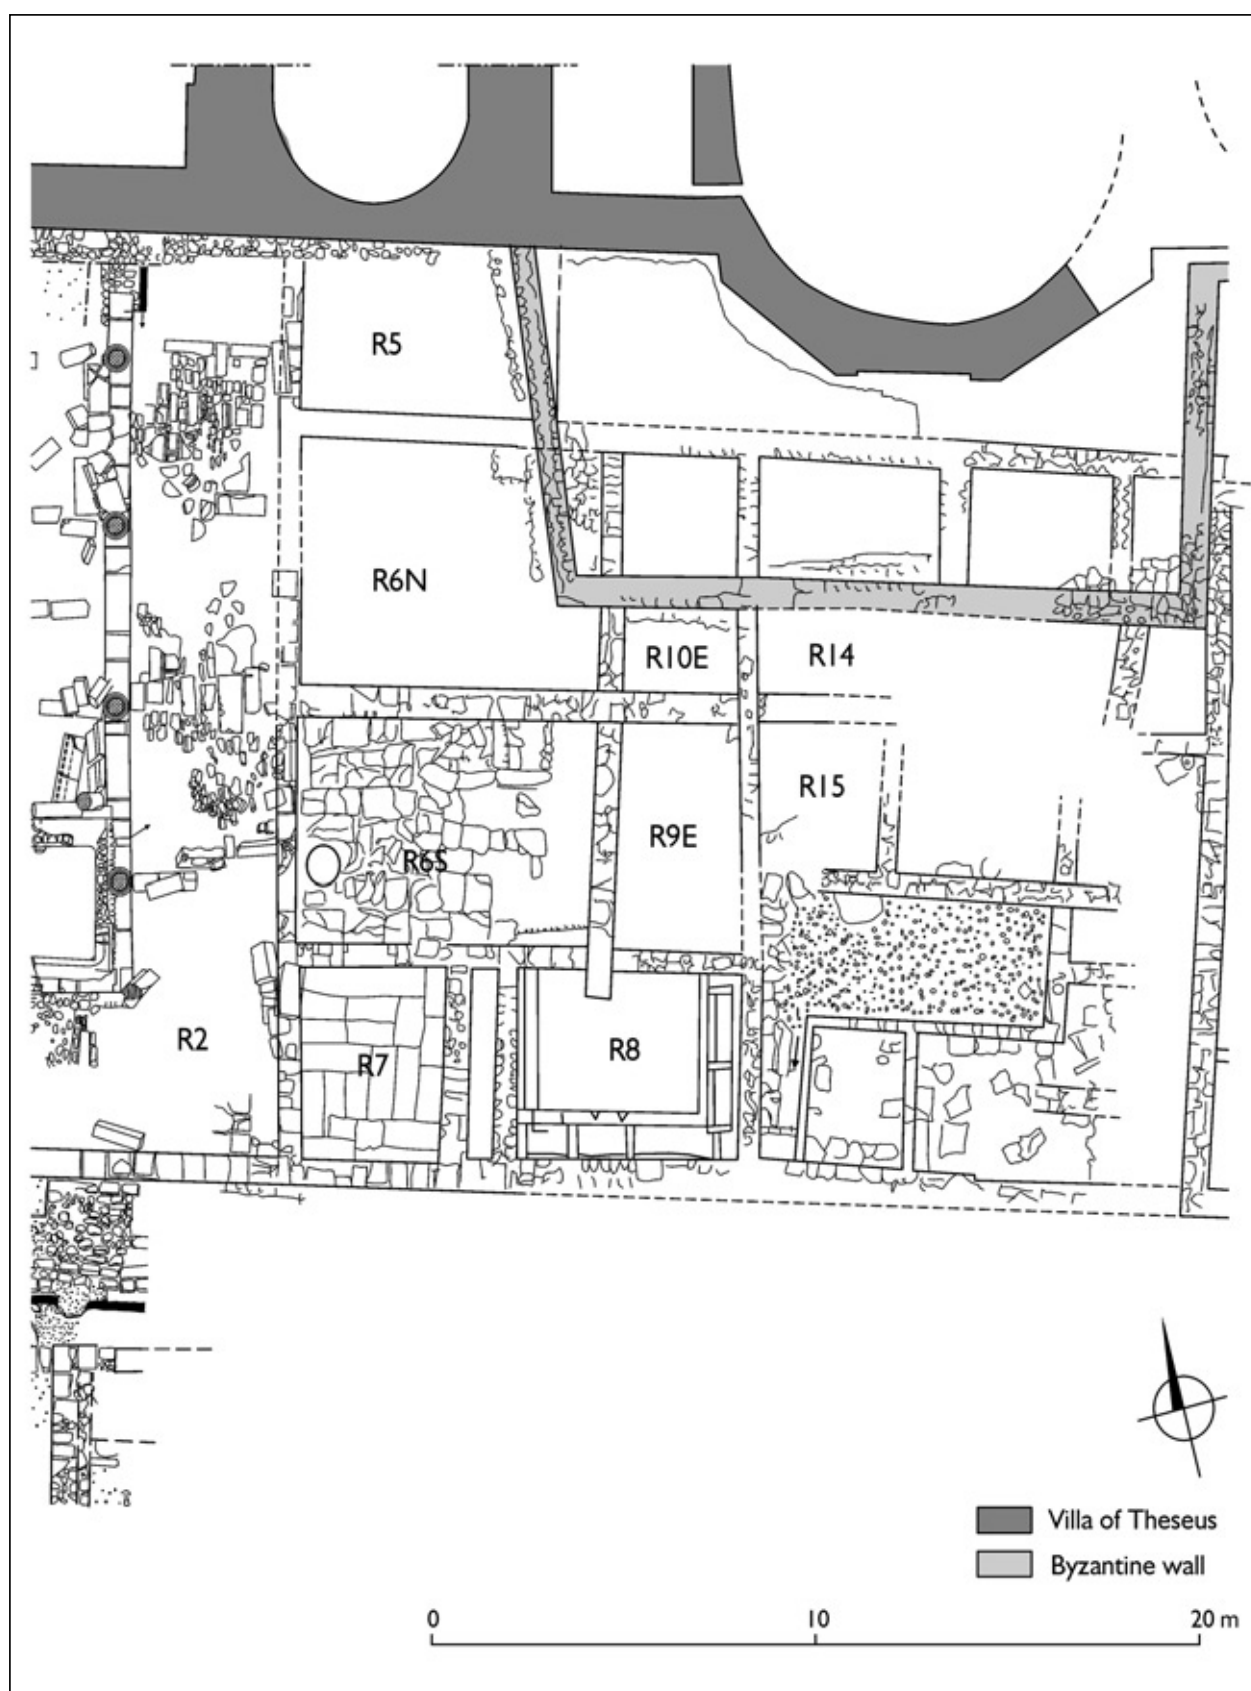 R5
R6N
R10E
R14
R15
R6S
R9E
R2
R7
R8
Villa of Theseus
Byzantine wall
0 10 20 m